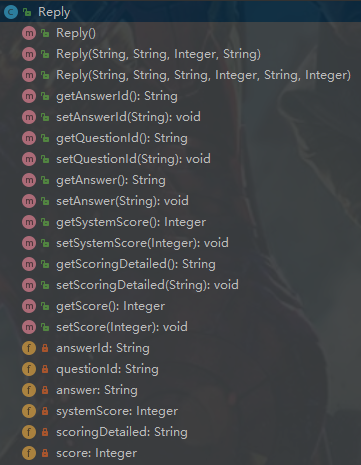 Reply
Reply()
Reply(String, String, Integer, String)
Reply(String, String, String, Integer, String, Integer)
getAnswerId(): String
setAnswerId(String): void
getQuestionId(): String
setQuestionId(String): void
getAnswer(): String
setAnswer(String): void
getSystemScore(): Integer
setSystemScore(Integer): void
getScoringDetailed(): String
setScoringDetailed(String): void
getScore(): Integer
setScore(Integer): void
answerId: String
questionId: String
answer: String
systemScore: Integer
scoringDetailed: String
score: Integer